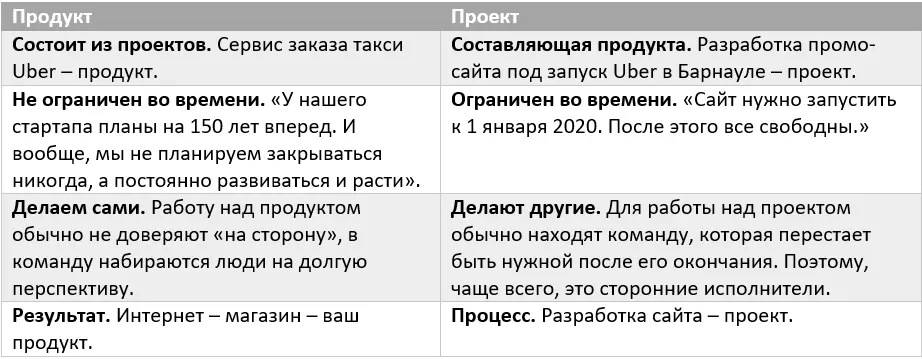 Продукт
Проект
Состоит из проектов. Сервис заказа такси
Uber – продукт.
Составляющая продукта. Разработка промо-
сайта под запуск Uber в Барнауле – проект.
Не ограничен во времени. «У нашего
стартапа планы на 150 лет вперед. И
вообще, мы не планируем закрываться
никогда, а постоянно развиваться и расти».
Ограничен во времени. «Сайт нужно запустить
к 1 января 2020. После этого все свободны.»
Делаем сами. Работу над продуктом
обычно не доверяют «на сторону», в
команду набираются люди на долгую
перспективу.
Делают другие. Для работы над проектом
обычно находят команду, которая перестает
быть нужной после его окончания. Поэтому,
чаще всего, это сторонние исполнители.
Результат. Интернет – магазин – ваш
продукт.
Процесс. Разработка сайта – проект.